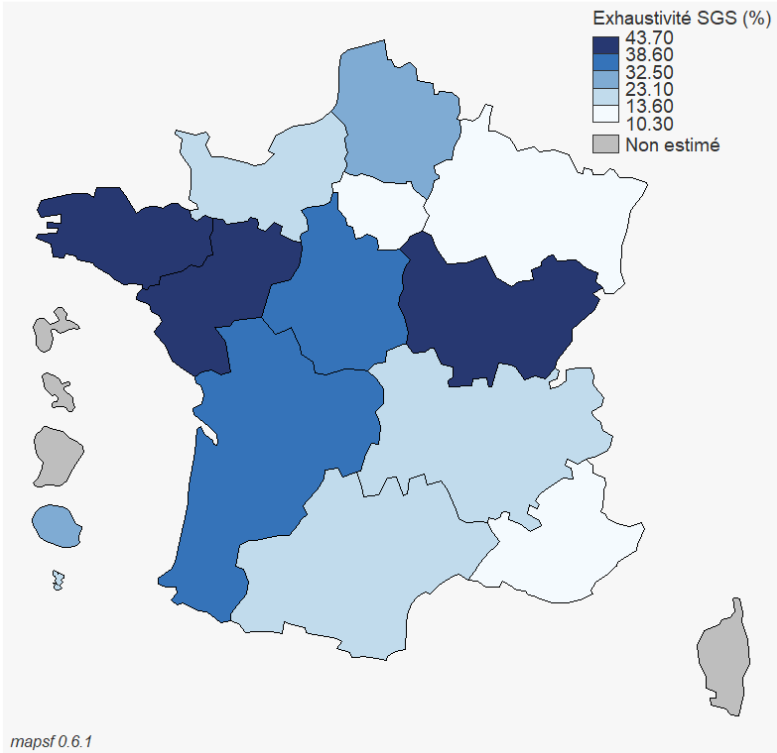 Exhaustivité SGS (%)
43.70
38.60
32.50
23.10
13.60
10.30
Non estimé
mapsf 0.6.1